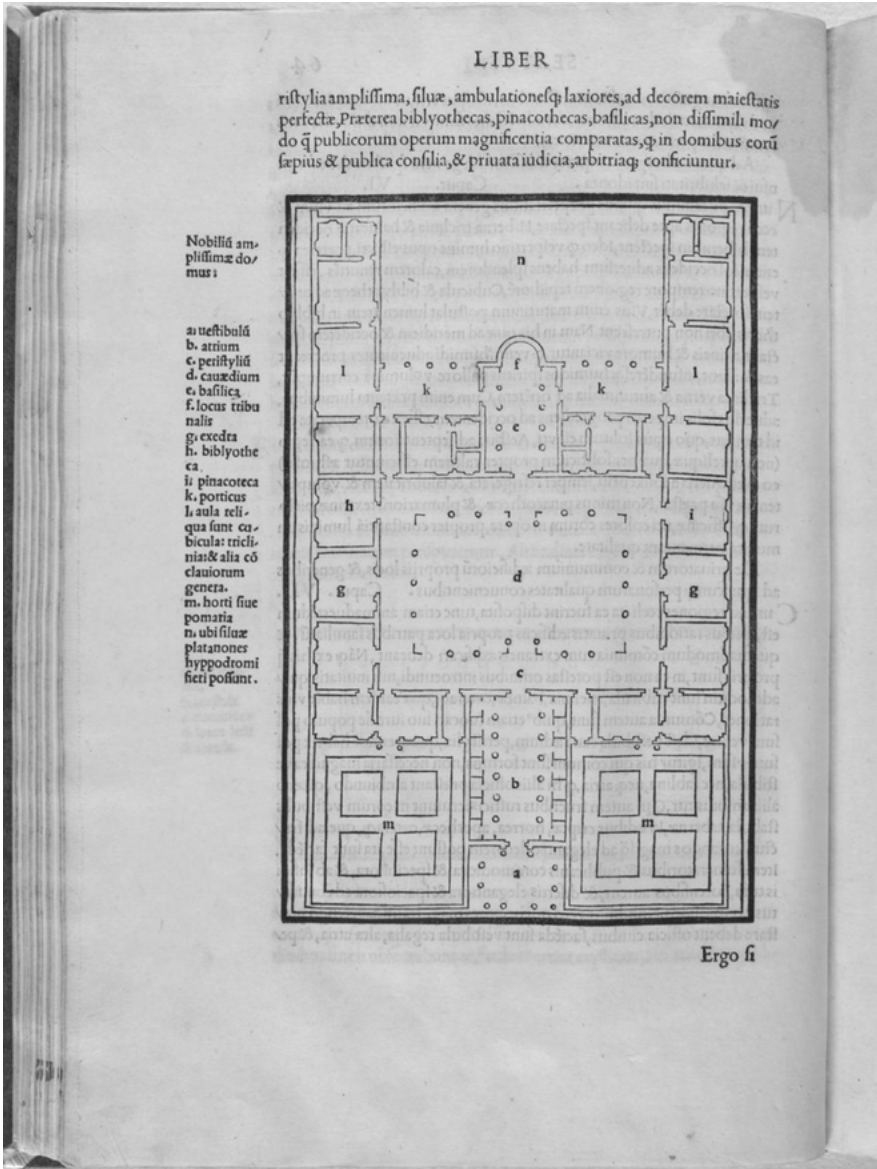 LIBER
riſtylia ampliſſima, ſiluæ, ambulationeſq; laxiores, ad decorem maieſtatis
perfectæ, Præterea biblyothecas, pinacothecas, baſilicas, non diſſimili mo/
do q̄ publicorum operum magnificentia comparatas, ꝙ in domibus eorū
ſæpius & publica conſilia, & priuata iudicia, arbitriaq; conficiuntur.
Nobiliū am-
pliſſimæ do/
mus:
a: ueſtibulū
b. atrium
c. periſtyliū
d. cauædium
e. baſilica
f. locus tribu
nalis
g: exedra
h. biblyothe
ca.
i: pinacoteca
k. porticus
l. aula reli-
qua ſunt cu-
bicula: tricli-
nia: & alia cō
clauiorum
genera.
m. horti ſiue
pomaria
n. ubi ſiluæ
platanones
hyppodromi
fieri poſſunt.
n
l f l
k k
e
h i
g d g
c
b
m m
a
Ergo ſi